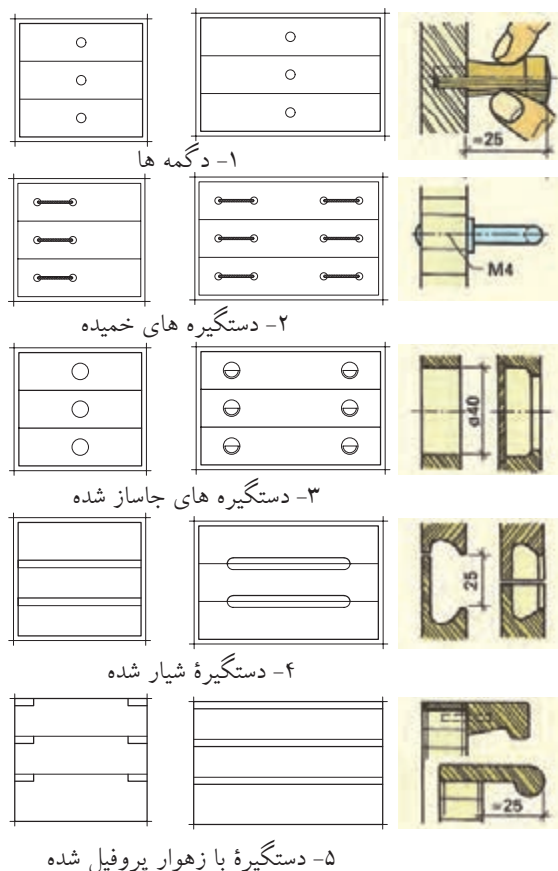 ≈25
۱- دگمه ها
M4
۲- دستگیره های خمیده
ø40
۳- دستگیره های جاساز شده
25
۴- دستگیرهٔ شیار شده
≈25
۵- دستگیرهٔ با زهوار پروفیل شده